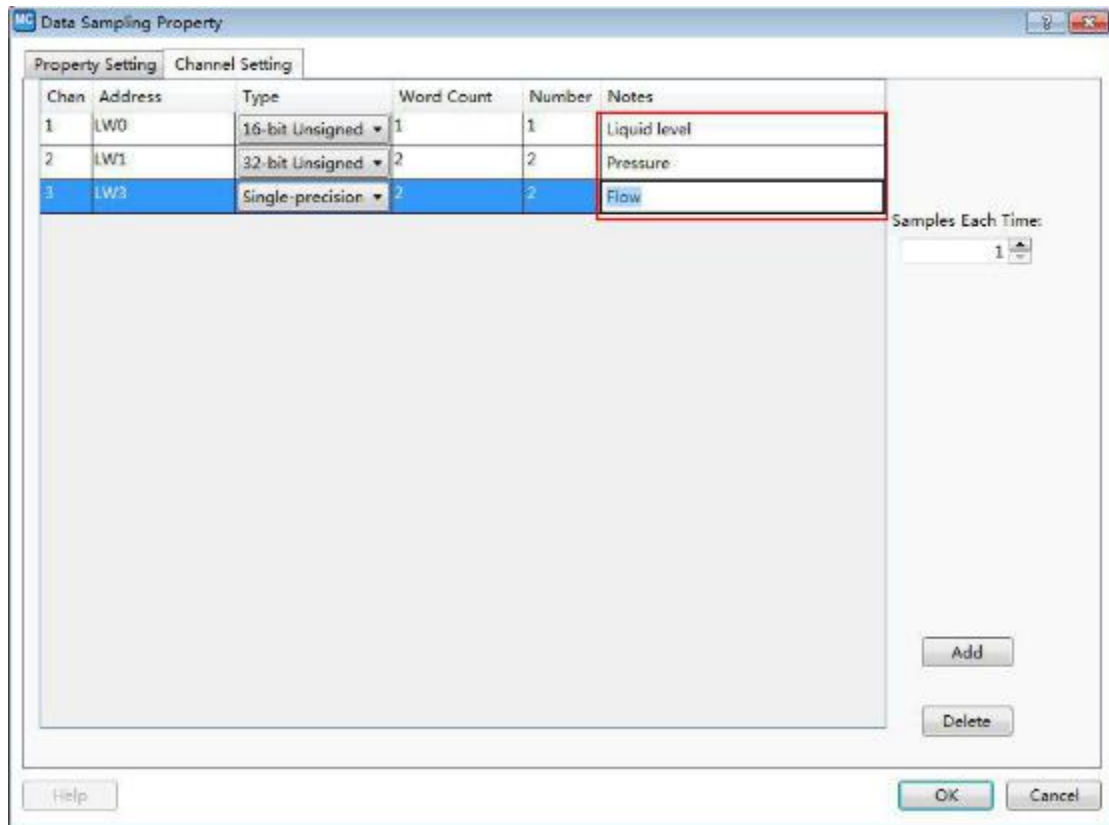 MC Data Sampling Property
Property Setting Channel Setting
Chan Address Type Word Count Number Notes
1 LW0 16-bit Unsigned 1 1 Liquid level
2 LW1 32-bit Unsigned 2 2 Pressure
3 LW3 Single-precision 2 2 Flow
Samples Each Time:
1
Add
Delete
Help OK Cancel